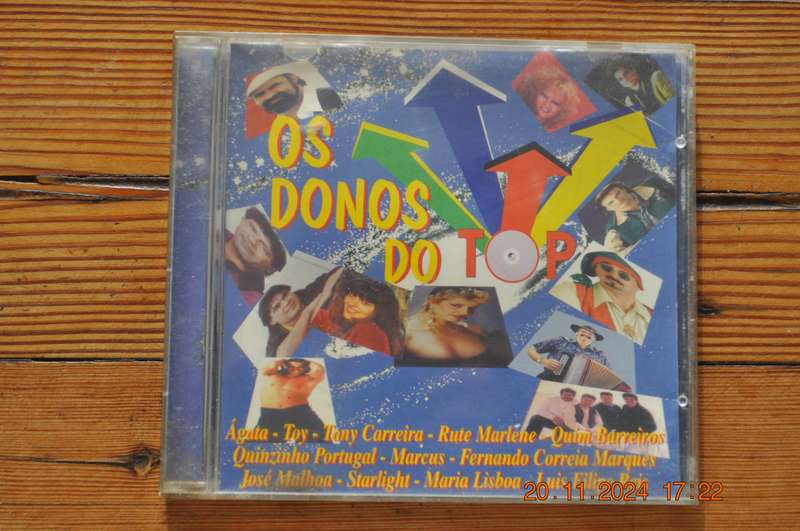 OS
DONOS
DO TOP
Ágata - Toy - Tony Carreira - Rute Marlene - Quim Barreiros
Quinzinho Portugal - Marcus - Fernando Correia Marques
José Malhoa - Starlight - Maria Lisboa -
20.11.2024 17:22